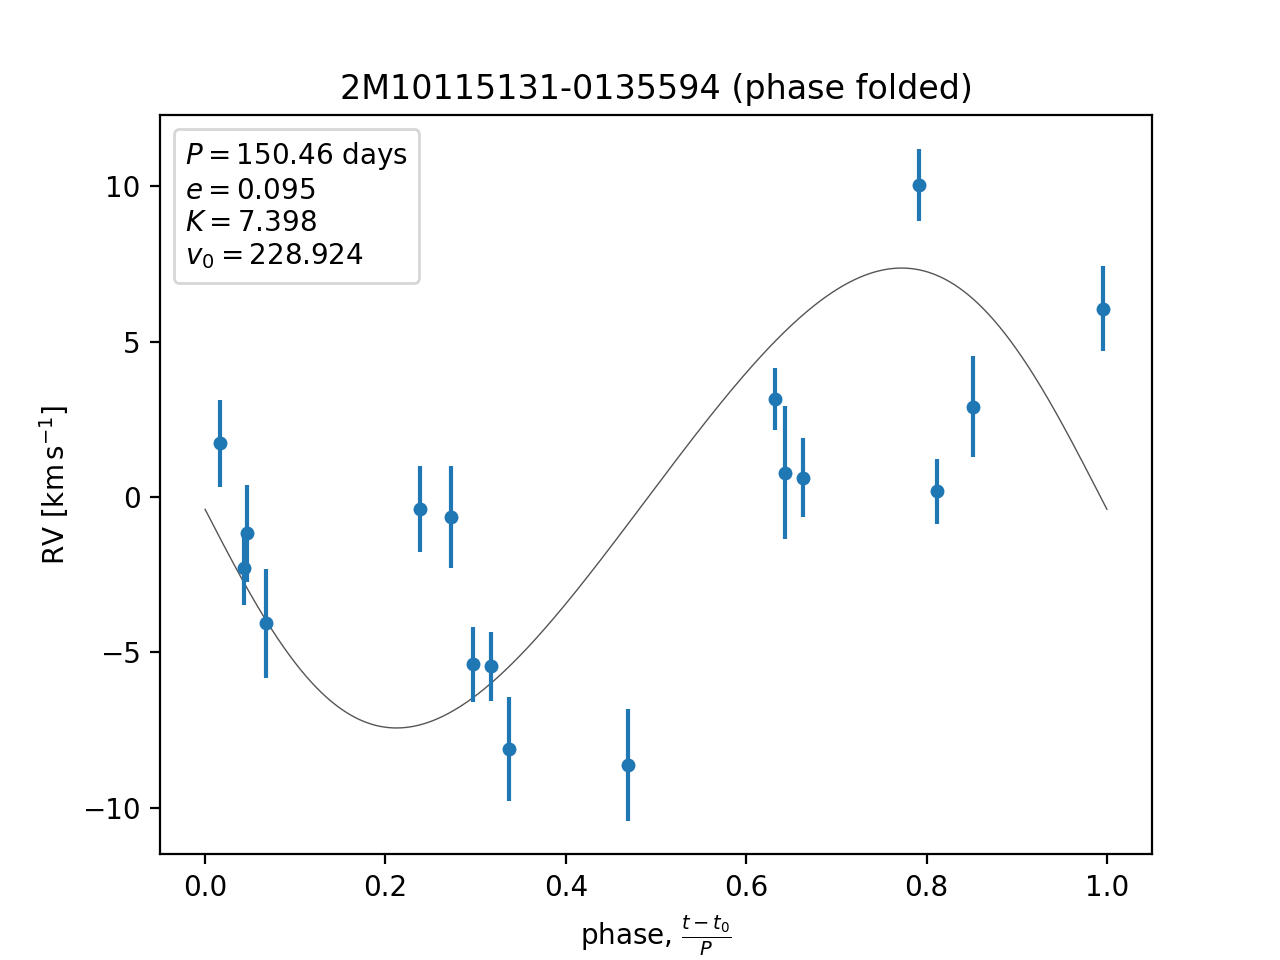 2M10115131-0135594 (phase folded)
P = 150.46 days
e = 0.095
K = 7.398
v₀ = 228.924
10
5
0
−5
−10
RV [km s⁻¹]
0.0 0.2 0.4 0.6 0.8 1.0
phase, (t − t₀)/P